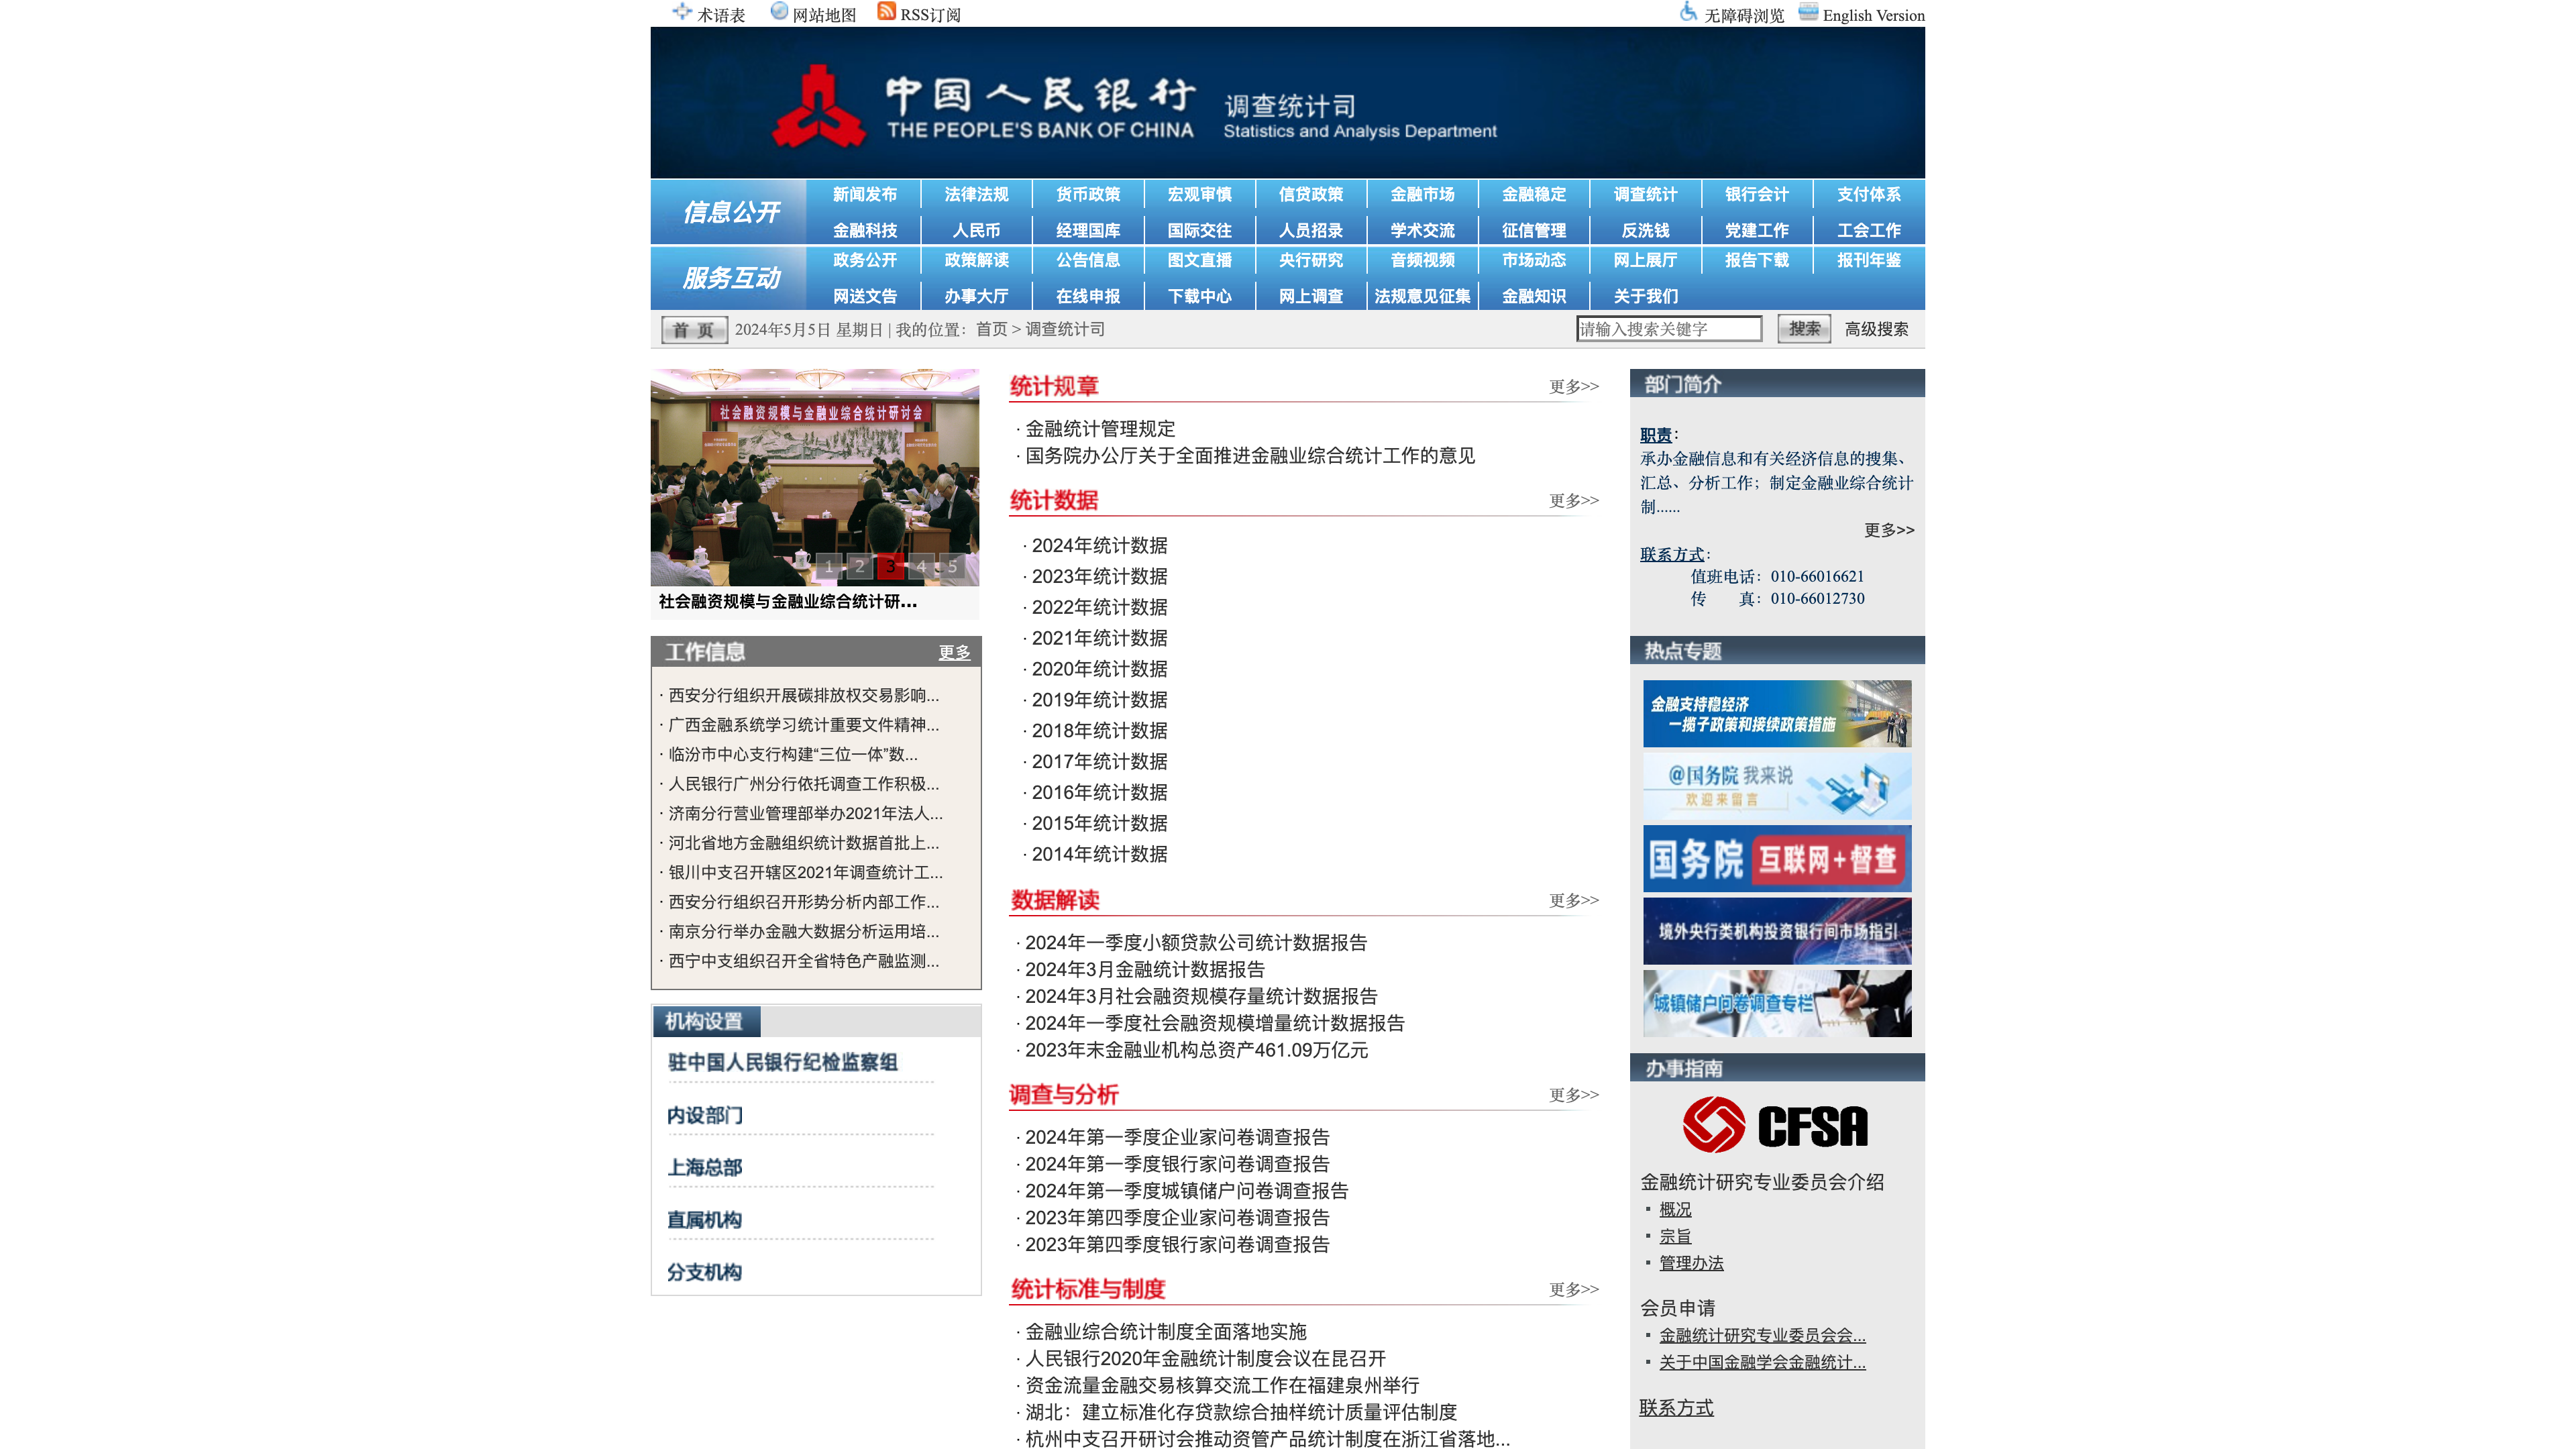 术语表 网站地图 RSS订阅 无障碍浏览 English Version
中国人民银行 调查统计司
THE PEOPLE'S BANK OF CHINA Statistics and Analysis Department
信息公开
新闻发布 法律法规 货币政策 宏观审慎 信贷政策 金融市场 金融稳定 调查统计 银行会计 支付体系
金融科技 人民币 经理国库 国际交往 人员招录 学术交流 征信管理 反洗钱 党建工作 工会工作
服务互动
政务公开 政策解读 公告信息 图文直播 央行研究 音频视频 市场动态 网上展厅 报告下载 报刊年鉴
网送文告 办事大厅 在线申报 下载中心 网上调查 法规意见征集 金融知识 关于我们
首 页 2024年5月5日 星期日 | 我的位置：首页 > 调查统计司 请输入搜索关键字 搜索 高级搜索
社会融资规模与金融业综合统计研讨会
1 2 3 4 5
社会融资规模与金融业综合统计研...
工作信息 更多
· 西安分行组织开展碳排放权交易影响...
· 广西金融系统学习统计重要文件精神...
· 临汾市中心支行构建“三位一体”数...
· 人民银行广州分行依托调查工作积极...
· 济南分行营业管理部举办2021年法人...
· 河北省地方金融组织统计数据首批上...
· 银川中支召开辖区2021年调查统计工...
· 西安分行组织召开形势分析内部工作...
· 南京分行举办金融大数据分析运用培...
· 西宁中支组织召开全省特色产融监测...
机构设置
驻中国人民银行纪检监察组
内设部门
上海总部
直属机构
分支机构
统计规章 更多>>
· 金融统计管理规定
· 国务院办公厅关于全面推进金融业综合统计工作的意见
统计数据 更多>>
· 2024年统计数据
· 2023年统计数据
· 2022年统计数据
· 2021年统计数据
· 2020年统计数据
· 2019年统计数据
· 2018年统计数据
· 2017年统计数据
· 2016年统计数据
· 2015年统计数据
· 2014年统计数据
数据解读 更多>>
· 2024年一季度小额贷款公司统计数据报告
· 2024年3月金融统计数据报告
· 2024年3月社会融资规模存量统计数据报告
· 2024年一季度社会融资规模增量统计数据报告
· 2023年末金融业机构总资产461.09万亿元
调查与分析 更多>>
· 2024年第一季度企业家问卷调查报告
· 2024年第一季度银行家问卷调查报告
· 2024年第一季度城镇储户问卷调查报告
· 2023年第四季度企业家问卷调查报告
· 2023年第四季度银行家问卷调查报告
统计标准与制度 更多>>
· 金融业综合统计制度全面落地实施
· 人民银行2020年金融统计制度会议在昆召开
· 资金流量金融交易核算交流工作在福建泉州举行
· 湖北：建立标准化存贷款综合抽样统计质量评估制度
· 杭州中支召开研讨会推动资管产品统计制度在浙江省落地...
部门简介
职责：
承办金融信息和有关经济信息的搜集、
汇总、分析工作；制定金融业综合统计
制......
更多>>
联系方式：
值班电话：010-66016621
传 真：010-66012730
热点专题
金融支持稳经济
一揽子政策和接续政策措施
@国务院 我来说
欢迎来留言
国务院 互联网+督查
境外央行类机构投资银行间市场指引
城镇储户问卷调查专栏
办事指南
CFSA
金融统计研究专业委员会介绍
概况
宗旨
管理办法
会员申请
金融统计研究专业委员会会...
关于中国金融学会金融统计...
联系方式